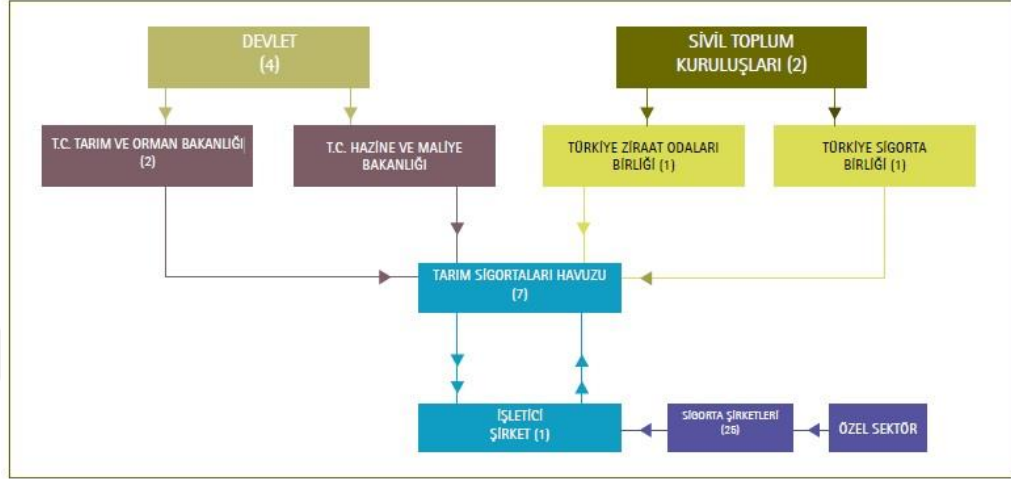 DEVLET
(4)
SİVİL TOPLUM
KURULUŞLARI (2)
T.C. TARIM VE ORMAN BAKANLIĞI
(2)
T.C. HAZİNE VE MALİYE
BAKANLIĞI
TÜRKİYE ZİRAAT ODALARI
BİRLİĞİ (1)
TÜRKİYE SİGORTA
BİRLİĞİ (1)
TARIM SİGORTALARI HAVUZU
(7)
İŞLETİCİ
ŞİRKET (1)
SİGORTA ŞİRKETLERİ
(25)
ÖZEL SEKTÖR